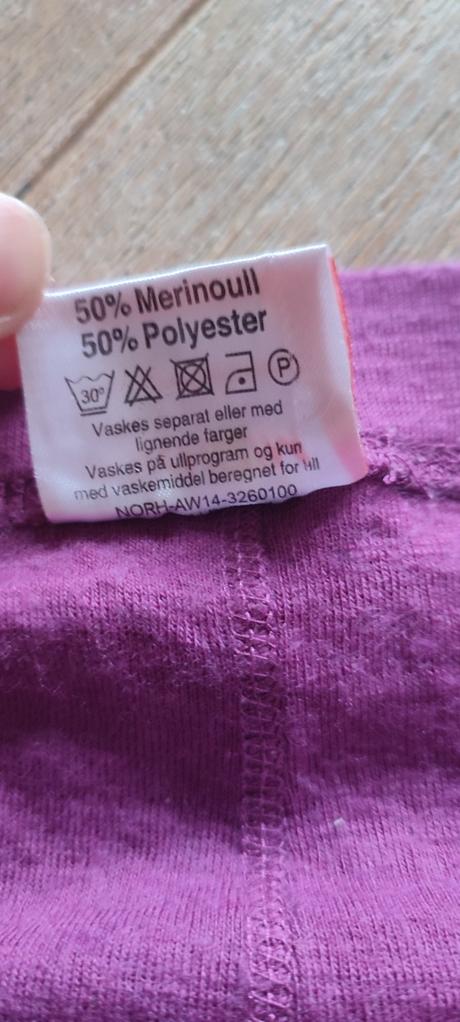 50% Merinoull
50% Polyester
30° P
Vaskes separat eller med
lignende farger
Vaskes på ullprogram og kun
med vaskemiddel beregnet for
NORH-AW14-3260100